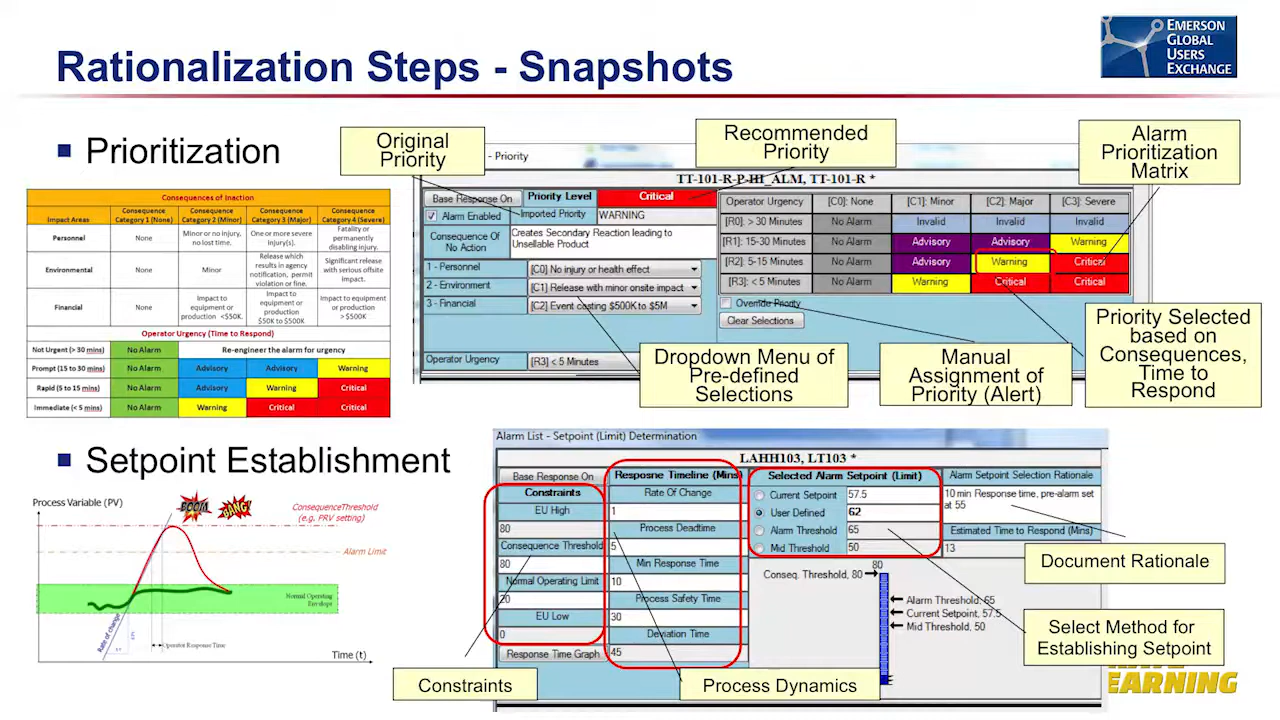 Rationalization Steps - Snapshots
EMERSON
GLOBAL
USERS
EXCHANGE
Prioritization
Original
Priority
Recommended
Priority
Alarm
Prioritization
Matrix
Consequences of Inaction
Impact Areas
Consequence
Category 1 (None)
Consequence
Category 2 (Minor)
Consequence
Category 3 (Major)
Consequence
Category 4 (Severe)
Personnel
None
Minor or no injury,
no lost time.
One or more severe
injury(s).
Fatality or
permanently
disabling injury.
Environmental
None
Minor
Release which
results in agency
notification, permit
violation or fine.
Significant release
with serious offsite
impact.
Financial
None
Impact to
equipment or
production <$50K.
Impact to
equipment or
production
$50K to $500K
Impact to equipment
or production
> $500K
Operator Urgency (Time to Respond)
Not Urgent (> 30 mins)
No Alarm
Re-engineer the alarm for urgency
Prompt (15 to 30 mins)
No Alarm
Advisory
Advisory
Warning
Rapid (5 to 15 mins)
No Alarm
Advisory
Warning
Critical
Immediate (< 5 mins)
No Alarm
Warning
Critical
Critical
- Priority
TT-101-R-P-HI_ALM, TT-101-R *
Base Response On
Priority Level
Critical
Alarm Enabled
Imported Priority
WARNING
Consequence Of
No Action
Creates Secondary Reaction leading to
Unsellable Product
1 - Personnel
[C0] No injury or health effect
2 - Environment
[C1] Release with minor onsite impact
3 - Financial
[C2] Event costing $500K to $5M
Operator Urgency
[R3] < 5 Minutes
Operator Urgency
[C0]: None
[C1]: Minor
[C2]: Major
[C3]: Severe
[R0]: > 30 Minutes
No Alarm
Invalid
Invalid
Invalid
[R1]: 15-30 Minutes
No Alarm
Advisory
Advisory
Warning
[R2]: 5-15 Minutes
No Alarm
Advisory
Warning
Critical
[R3]: < 5 Minutes
No Alarm
Warning
Critical
Critical
Override Priority
Clear Selections
Dropdown Menu of
Pre-defined
Selections
Manual
Assignment of
Priority (Alert)
Priority Selected
based on
Consequences,
Time to
Respond
Setpoint Establishment
Process Variable (PV)
BOOM
BANG!
ConsequenceThreshold
(e.g. PRV setting)
Alarm Limit
Normal Operating
Envelops
Rate of change
Operator Response Time
Time (t)
Alarm List - Setpoint (Limit) Determination
LAHH103, LT103 *
Base Response On
Constraints
EU High
80
Consequence Threshold
80
Normal Operating Limit
20
EU Low
0
Response Time Graph
Resposne Timeline (Mins)
Rate Of Change
1
Process Deadtime
5
Min Response Time
10
Process Safety Time
30
Deviation Time
45
Selected Alarm Setpoint (Limit)
Current Setpoint
57.5
User Defined
62
Alarm Threshold
65
Mid Threshold
50
Alarm Setpoint Selection Rationale
10 min Response time, pre-alarm set
at 55
Estimated Time to Respond (Mins)
13
80
Conseq. Threshold, 80
Alarm Threshold, 65
Current Setpoint, 57.5
Mid Threshold, 50
Document Rationale
Select Method for
Establishing Setpoint
Constraints
Process Dynamics
EARNING